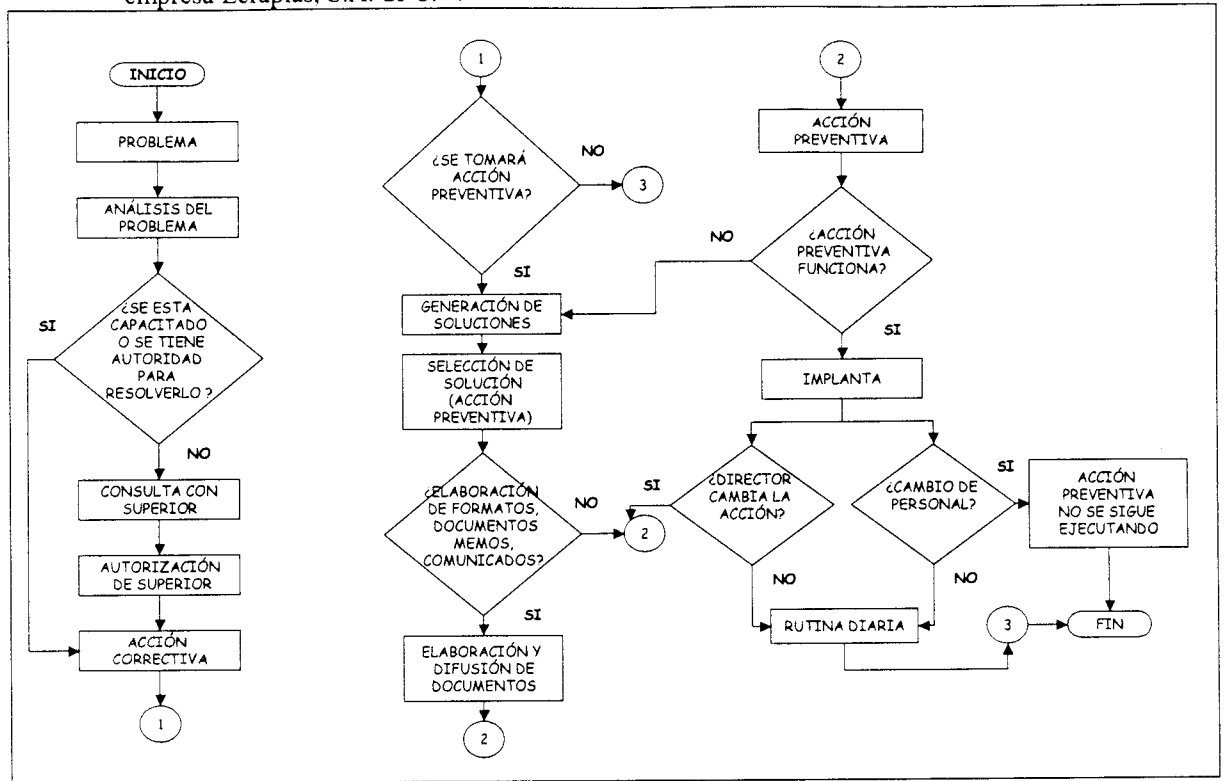 INICIO
PROBLEMA
ANÁLISIS DEL
PROBLEMA
¿SE ESTA
CAPACITADO
O SE TIENE
AUTORIDAD
PARA
RESOLVERLO ?
SI
NO
CONSULTA CON
SUPERIOR
AUTORIZACIÓN
DE SUPERIOR
ACCIÓN
CORRECTIVA
1
1
¿SE TOMARÁ
ACCIÓN
PREVENTIVA?
NO
3
SI
GENERACIÓN DE
SOLUCIONES
SELECCIÓN DE
SOLUCIÓN
(ACCIÓN
PREVENTIVA)
¿ELABORACIÓN
DE FORMATOS,
DOCUMENTOS
MEMOS,
COMUNICADOS?
NO
2
SI
ELABORACIÓN Y
DIFUSIÓN DE
DOCUMENTOS
2
2
ACCIÓN
PREVENTIVA
¿ACCIÓN
PREVENTIVA
FUNCIONA?
NO
SI
IMPLANTA
¿DIRECTOR
CAMBIA LA
ACCIÓN?
SI
NO
¿CAMBIO DE
PERSONAL?
SI
NO
ACCIÓN
PREVENTIVA
NO SE SIGUE
EJECUTANDO
RUTINA DIARIA
3
FIN